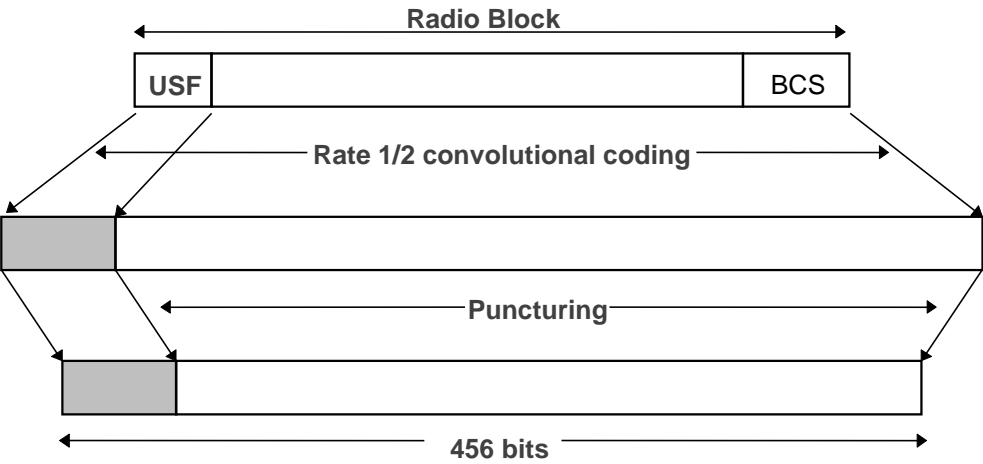 Radio Block
USF
BCS
Rate 1/2 convolutional coding
Puncturing
456 bits